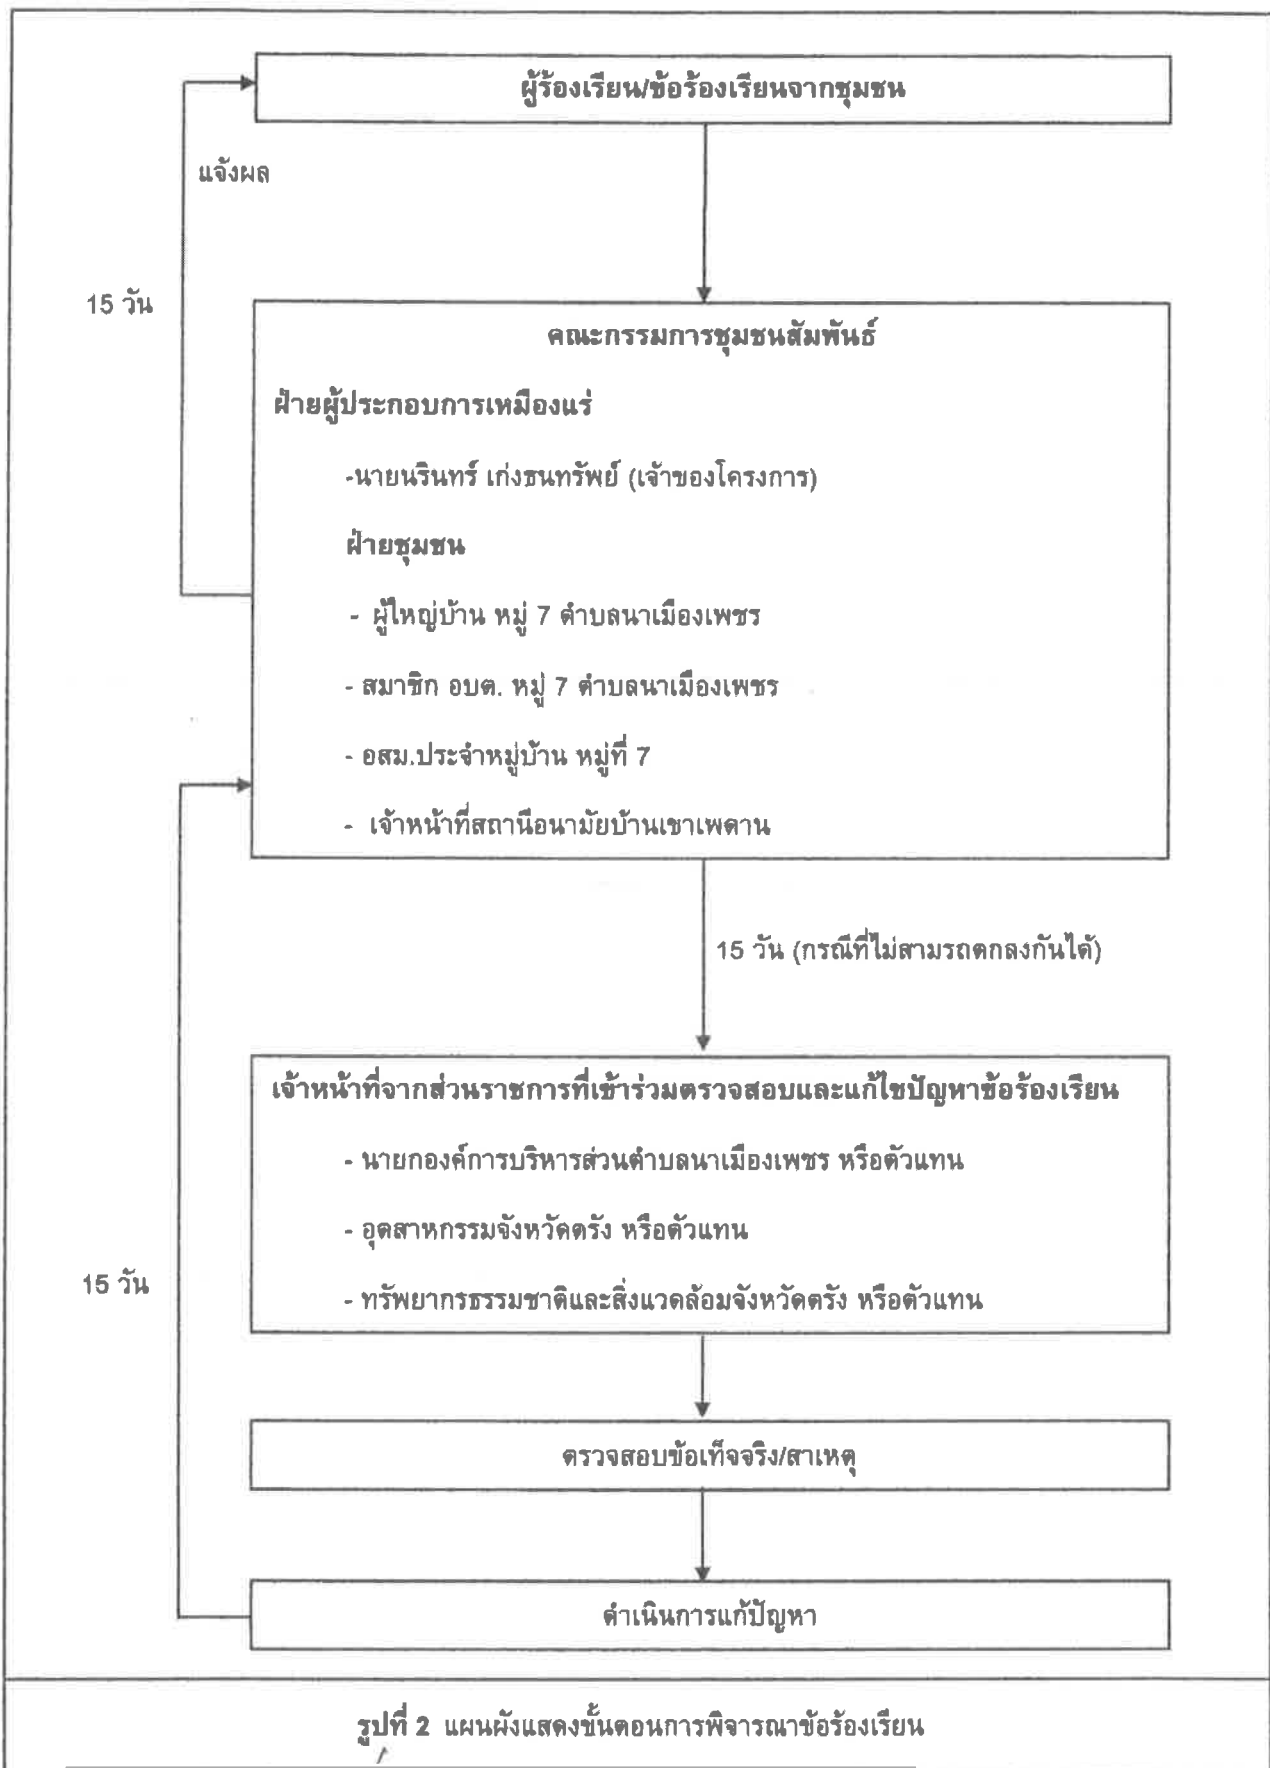 ผู้ร้องเรียน/ข้อร้องเรียนจากชุมชน
แจ้งผล
15 วัน
คณะกรรมการชุมชนสัมพันธ์
ฝ่ายผู้ประกอบการเหมืองแร่
-นายนรินทร์ เก่งธนทรัพย์ (เจ้าของโครงการ)
ฝ่ายชุมชน
- ผู้ใหญ่บ้าน หมู่ 7 ตำบลนาเมืองเพชร
- สมาชิก อบต. หมู่ 7 ตำบลนาเมืองเพชร
- อสม.ประจำหมู่บ้าน หมู่ที่ 7
- เจ้าหน้าที่สถานีอนามัยบ้านเขาเพดาน
15 วัน (กรณีที่ไม่สามรถตกลงกันได้)
เจ้าหน้าที่จากส่วนราชการที่เข้าร่วมตรวจสอบและแก้ไขปัญหาข้อร้องเรียน
- นายกองค์การบริหารส่วนตำบลนาเมืองเพชร หรือตัวแทน
- อุตสาหกรรมจังหวัดตรัง หรือตัวแทน
15 วัน
- ทรัพยากรธรรมชาติและสิ่งแวดล้อมจังหวัดตรัง หรือตัวแทน
ตรวจสอบข้อเท็จจริง/สาเหตุ
ดำเนินการแก้ปัญหา
รูปที่ 2 แผนผังแสดงขั้นตอนการพิจารณาข้อร้องเรียน